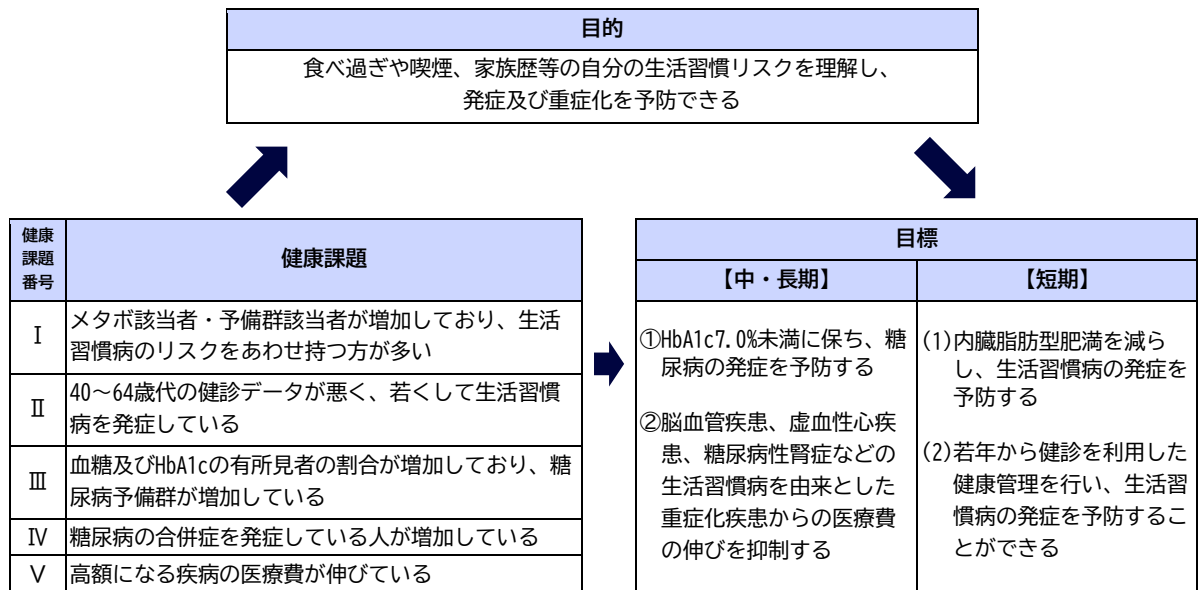 目的
食べ過ぎや喫煙、家族歴等の自分の生活習慣リスクを理解し、
発症及び重症化を予防できる
健康
課題
番号
健康課題
Ⅰ
メタボ該当者・予備群該当者が増加しており、生活
習慣病のリスクをあわせ持つ方が多い
Ⅱ
40～64歳代の健診データが悪く、若くして生活習慣
病を発症している
Ⅲ
血糖及びHbA1cの有所見者の割合が増加しており、糖
尿病予備群が増加している
Ⅳ
糖尿病の合併症を発症している人が増加している
Ⅴ
高額になる疾病の医療費が伸びている
目標
【中・長期】
①HbA1c7.0%未満に保ち、糖
尿病の発症を予防する
②脳血管疾患、虚血性心疾
患、糖尿病性腎症などの
生活習慣病を由来とした
重症化疾患からの医療費
の伸びを抑制する
【短期】
(1)内臓脂肪型肥満を減ら
し、生活習慣病の発症を
予防する
(2)若年から健診を利用した
健康管理を行い、生活習
慣病の発症を予防するこ
とができる